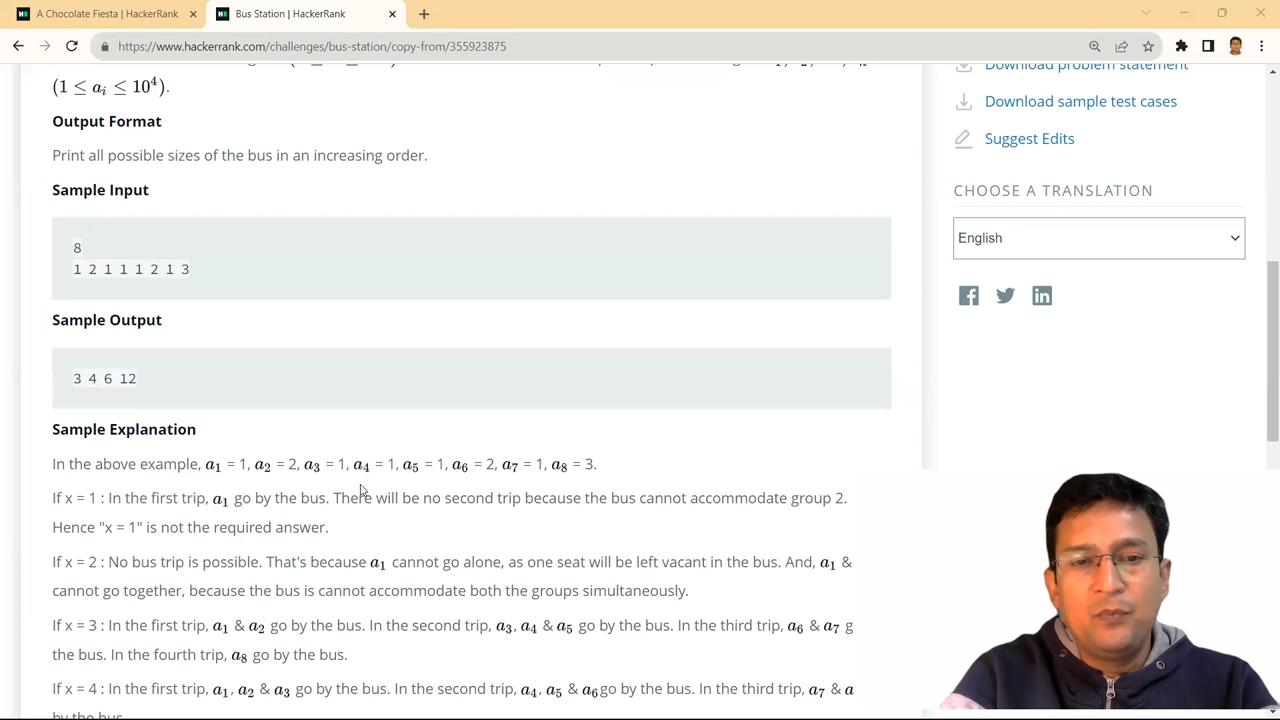 A Chocolate Fiesta | HackerRank
Bus Station | HackerRank
https://www.hackerrank.com/challenges/bus-station/copy-from/355923875
(1 ≤ aᵢ ≤ 10⁴).
Output Format
Print all possible sizes of the bus in an increasing order.
Sample Input
8
1 2 1 1 1 2 1 3
Sample Output
3 4 6 12
Sample Explanation
In the above example, a₁ = 1, a₂ = 2, a₃ = 1, a₄ = 1, a₅ = 1, a₆ = 2, a₇ = 1, a₈ = 3.
If x = 1 : In the first trip, a₁ go by the bus. There will be no second trip because the bus cannot accommodate group 2.
Hence "x = 1" is not the required answer.
If x = 2 : No bus trip is possible. That's because a₁ cannot go alone, as one seat will be left vacant in the bus. And, a₁ &
cannot go together, because the bus is cannot accommodate both the groups simultaneously.
If x = 3 : In the first trip, a₁ & a₂ go by the bus. In the second trip, a₃, a₄ & a₅ go by the bus. In the third trip, a₆ & a₇ g
the bus. In the fourth trip, a₈ go by the bus.
If x = 4 : In the first trip, a₁, a₂ & a₃ go by the bus. In the second trip, a₄, a₅ & a₆go by the bus. In the third trip, a₇ & a
by the bus.
Download problem statement
Download sample test cases
Suggest Edits
CHOOSE A TRANSLATION
English